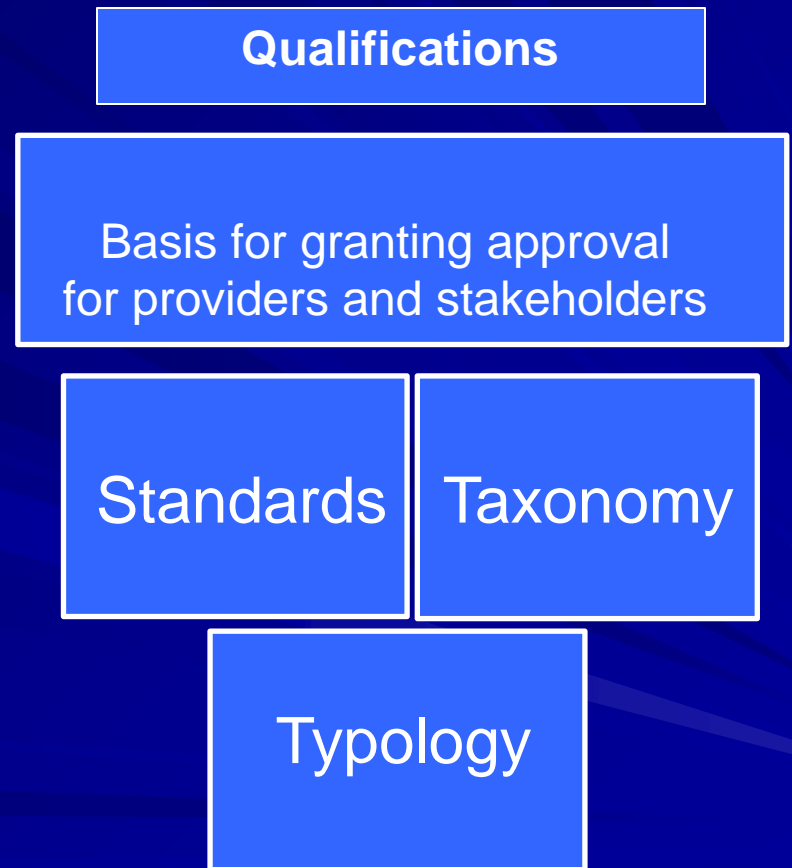 Qualifications
Basis for granting approval
for providers and stakeholders
Standards
Taxonomy
Typology